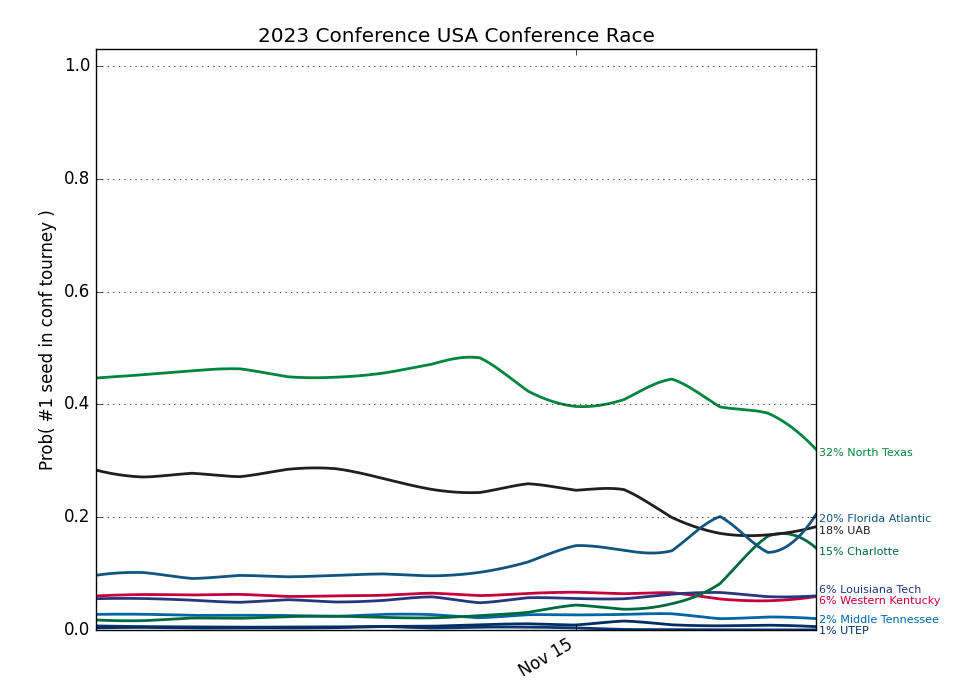 2023 Conference USA Conference Race
Prob( #1 seed in conf tourney )
1.0
0.8
0.6
0.4
0.2
0.0
Nov 15
32% North Texas
20% Florida Atlantic
18% UAB
15% Charlotte
6% Louisiana Tech
6% Western Kentucky
2% Middle Tennessee
1% UTEP